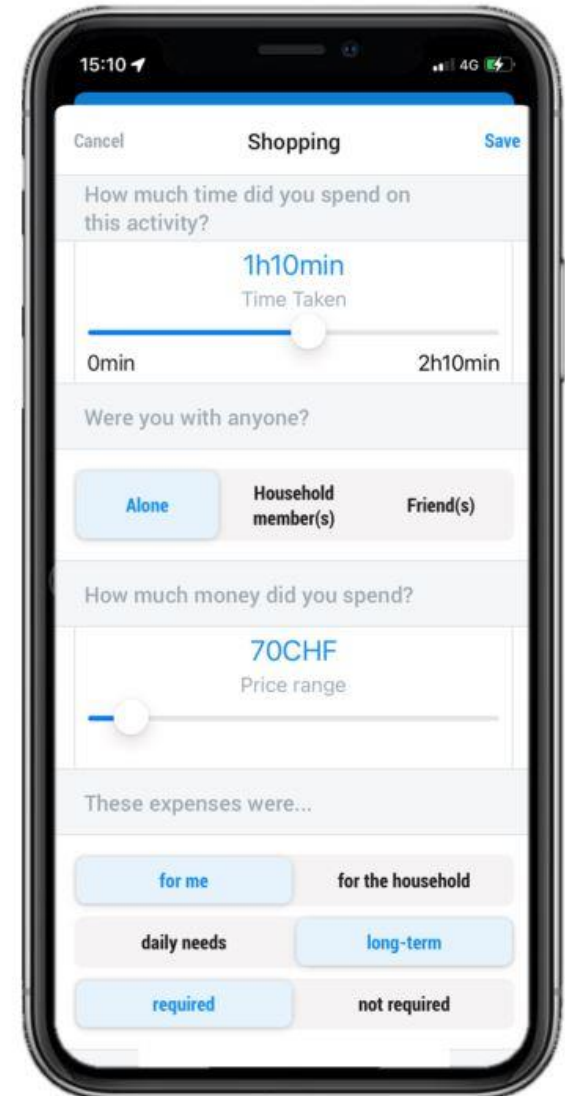 15:10
4G
Cancel
Shopping
Save
How much time did you spend on
this activity?
1h10min
Time Taken
0min
2h10min
Were you with anyone?
Alone
Household
member(s)
Friend(s)
How much money did you spend?
70CHF
Price range
These expenses were...
for me
for the household
daily needs
long-term
required
not required